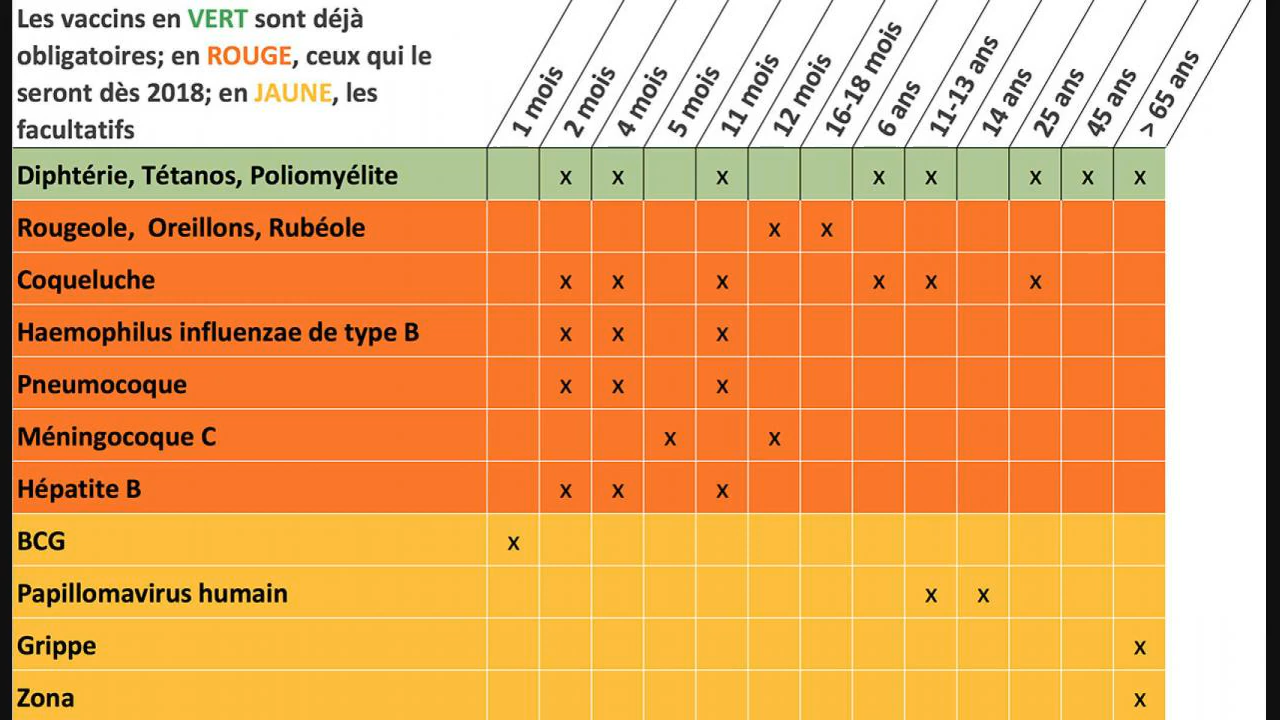 Les vaccins en VERT sont déjà
obligatoires; en ROUGE, ceux qui le
seront dès 2018; en JAUNE, les
facultatifs
1 mois
2 mois
4 mois
5 mois
11 mois
12 mois
16-18 mois
6 ans
11-13 ans
14 ans
25 ans
45 ans
> 65 ans
Diphtérie, Tétanos, Poliomyélite x x x x x x x x
Rougeole, Oreillons, Rubéole x x
Coqueluche x x x x x x
Haemophilus influenzae de type B x x x
Pneumocoque x x x
Méningocoque C x x
Hépatite B x x x
BCG x
Papillomavirus humain x x
Grippe x
Zona x